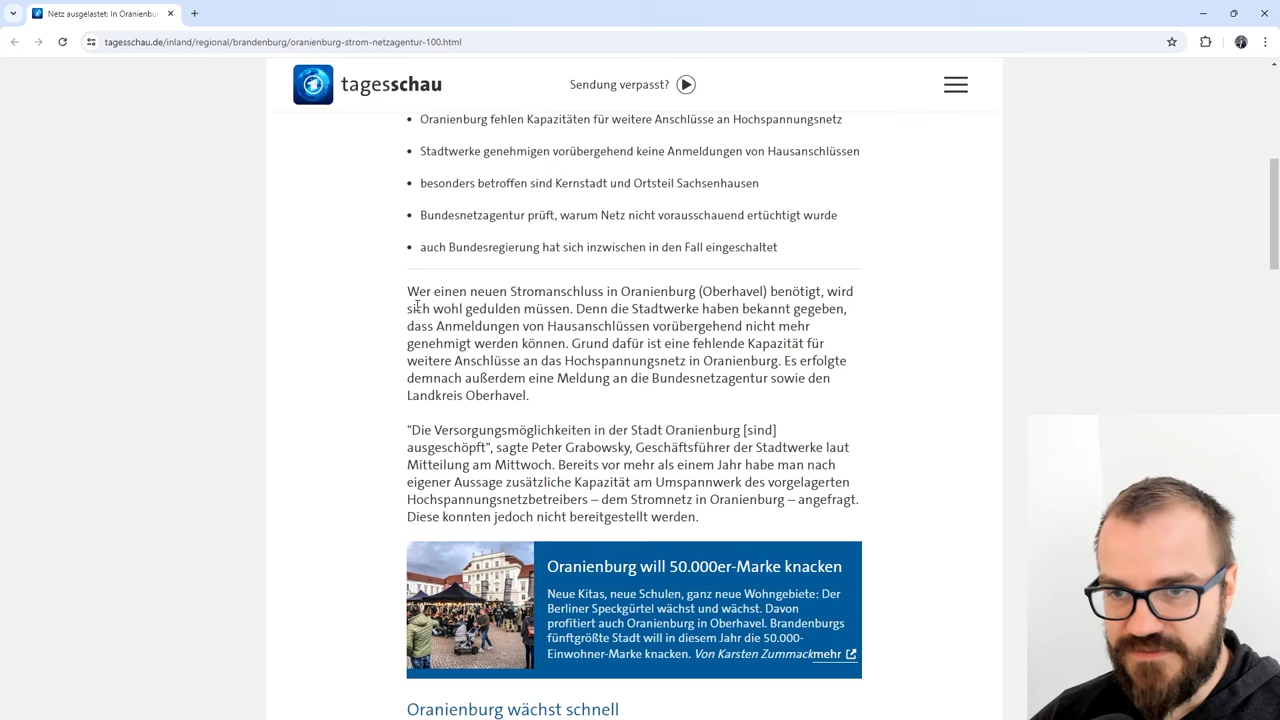 Netz ausgelastet: In Oranienbu
tagesschau.de/inland/regional/brandenburg/oranienburg-strom-netzagentur-100.html
tagesschau
Sendung verpasst?
• Oranienburg fehlen Kapazitäten für weitere Anschlüsse an Hochspannungsnetz
• Stadtwerke genehmigen vorübergehend keine Anmeldungen von Hausanschlüssen
• besonders betroffen sind Kernstadt und Ortsteil Sachsenhausen
• Bundesnetzagentur prüft, warum Netz nicht vorausschauend ertüchtigt wurde
• auch Bundesregierung hat sich inzwischen in den Fall eingeschaltet
Wer einen neuen Stromanschluss in Oranienburg (Oberhavel) benötigt, wird
sich wohl gedulden müssen. Denn die Stadtwerke haben bekannt gegeben,
dass Anmeldungen von Hausanschlüssen vorübergehend nicht mehr
genehmigt werden können. Grund dafür ist eine fehlende Kapazität für
weitere Anschlüsse an das Hochspannungsnetz in Oranienburg. Es erfolgte
demnach außerdem eine Meldung an die Bundesnetzagentur sowie den
Landkreis Oberhavel.
"Die Versorgungsmöglichkeiten in der Stadt Oranienburg [sind]
ausgeschöpft", sagte Peter Grabowsky, Geschäftsführer der Stadtwerke laut
Mitteilung am Mittwoch. Bereits vor mehr als einem Jahr habe man nach
eigener Aussage zusätzliche Kapazität am Umspannwerk des vorgelagerten
Hochspannungsnetzbetreibers – dem Stromnetz in Oranienburg – angefragt.
Diese konnten jedoch nicht bereitgestellt werden.
Oranienburg will 50.000er-Marke knacken
Neue Kitas, neue Schulen, ganz neue Wohngebiete: Der
Berliner Speckgürtel wächst und wächst. Davon
profitiert auch Oranienburg in Oberhavel. Brandenburgs
fünftgrößte Stadt will in diesem Jahr die 50.000-
Einwohner-Marke knacken. Von Karsten Zummack mehr
Oranienburg wächst schnell